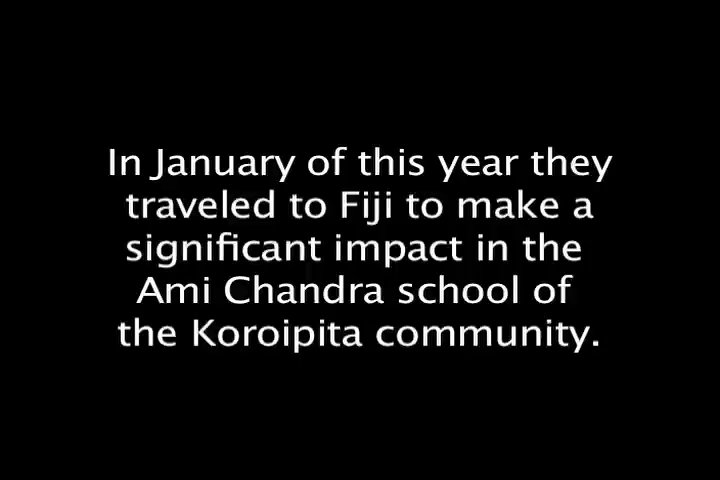 In January of this year they
traveled to Fiji to make a
significant impact in the
Ami Chandra school of
the Koroipita community.